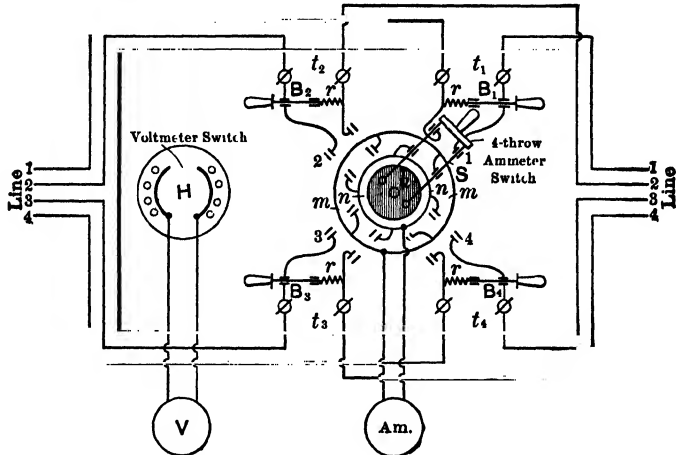 t2
t1
B2
r
r
B1
Voltmeter Switch
4-throw
Ammeter
Switch
2
1
S
H
n
n
m
m
Line
1
2
3
4
1
2
3
4
Line
3
4
B3
r
r
B4
t3
t4
V
Am.